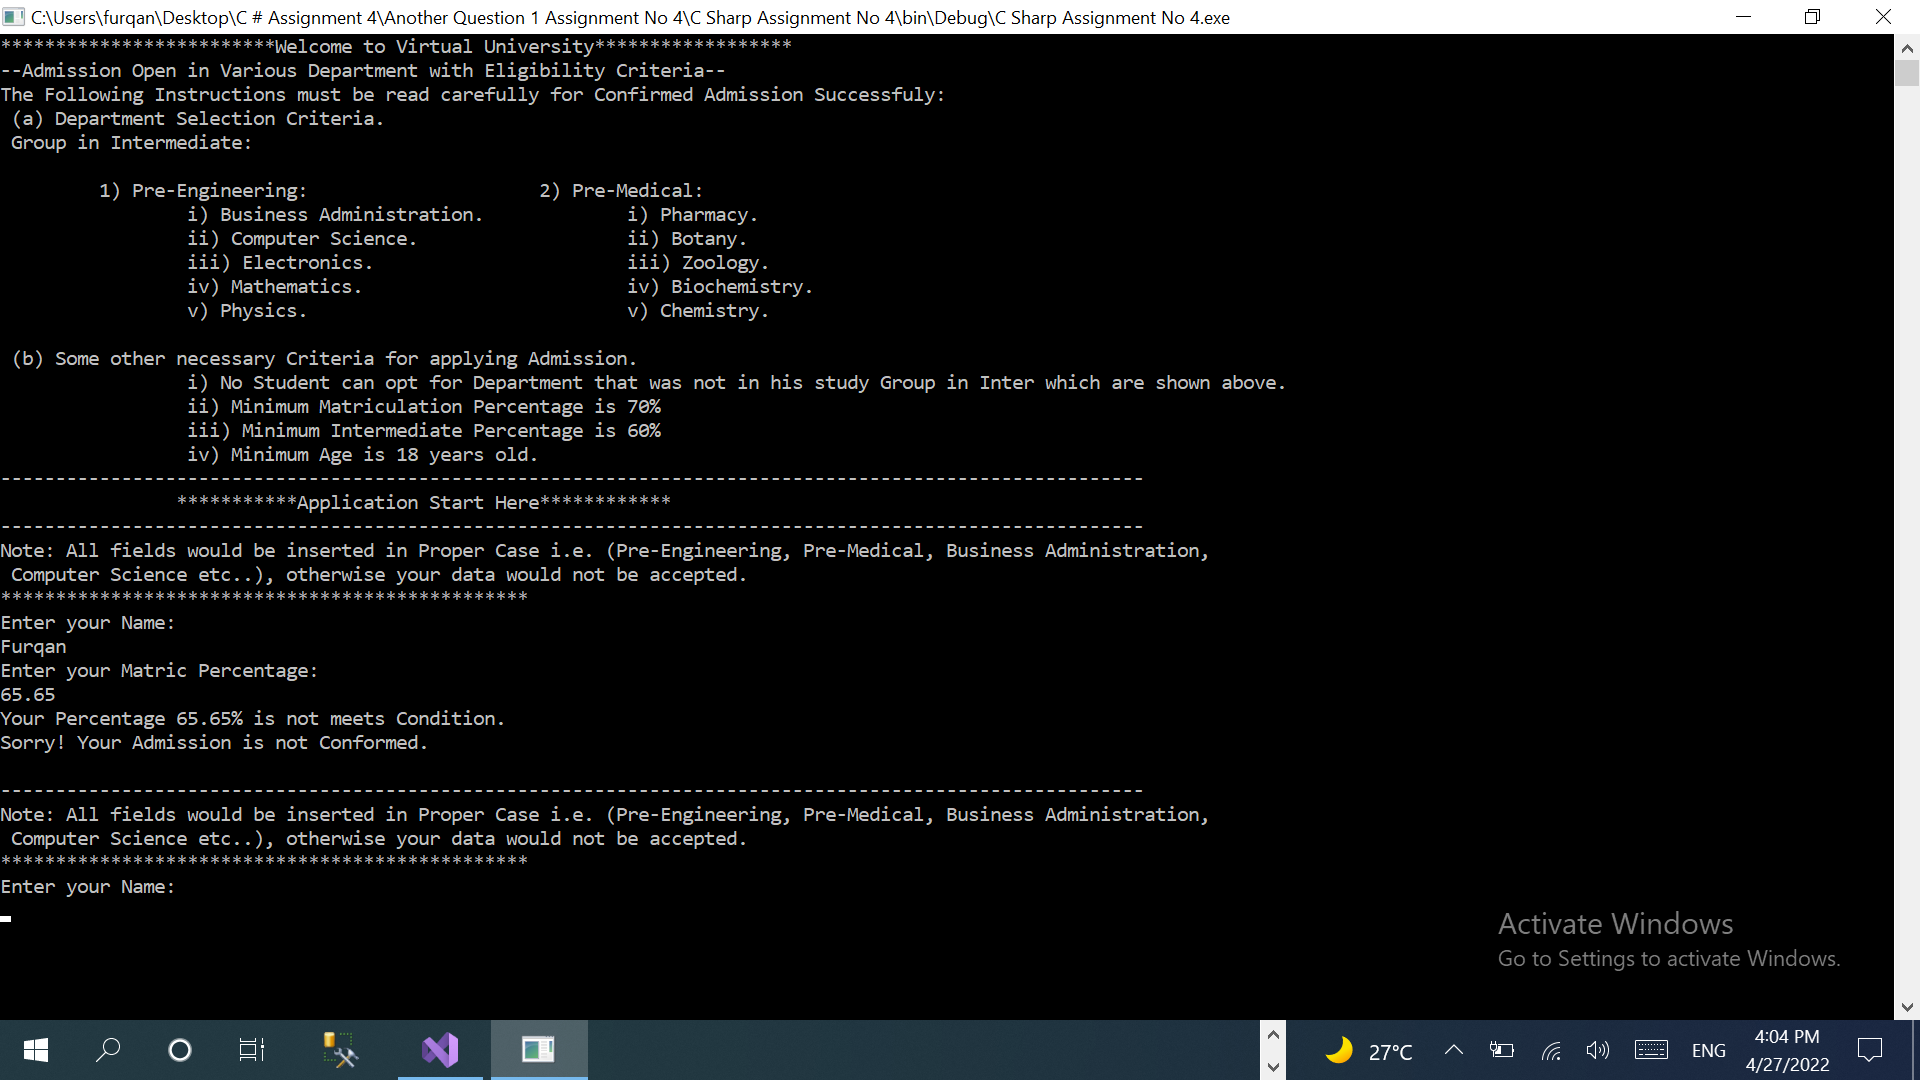 C:\Users\furqan\Desktop\C # Assignment 4\Another Question 1 Assignment No 4\C Sharp Assignment No 4\bin\Debug\C Sharp Assignment No 4.exe
*************************Welcome to Virtual University******************
--Admission Open in Various Department with Eligibility Criteria--
The Following Instructions must be read carefully for Confirmed Admission Successfuly:
(a) Department Selection Criteria.
Group in Intermediate:
1) Pre-Engineering: 2) Pre-Medical:
i) Business Administration. i) Pharmacy.
ii) Computer Science. ii) Botany.
iii) Electronics. iii) Zoology.
iv) Mathematics. iv) Biochemistry.
v) Physics. v) Chemistry.
(b) Some other necessary Criteria for applying Admission.
i) No Student can opt for Department that was not in his study Group in Inter which are shown above.
ii) Minimum Matriculation Percentage is 70%
iii) Minimum Intermediate Percentage is 60%
iv) Minimum Age is 18 years old.
--------------------------------------------------------------------------------------------------------
***********Application Start Here************
--------------------------------------------------------------------------------------------------------
Note: All fields would be inserted in Proper Case i.e. (Pre-Engineering, Pre-Medical, Business Administration,
Computer Science etc..), otherwise your data would not be accepted.
************************************************
Enter your Name:
Furqan
Enter your Matric Percentage:
65.65
Your Percentage 65.65% is not meets Condition.
Sorry! Your Admission is not Conformed.
--------------------------------------------------------------------------------------------------------
Note: All fields would be inserted in Proper Case i.e. (Pre-Engineering, Pre-Medical, Business Administration,
Computer Science etc..), otherwise your data would not be accepted.
************************************************
Enter your Name:
Activate Windows
Go to Settings to activate Windows.
27°C
ENG
4:04 PM
4/27/2022